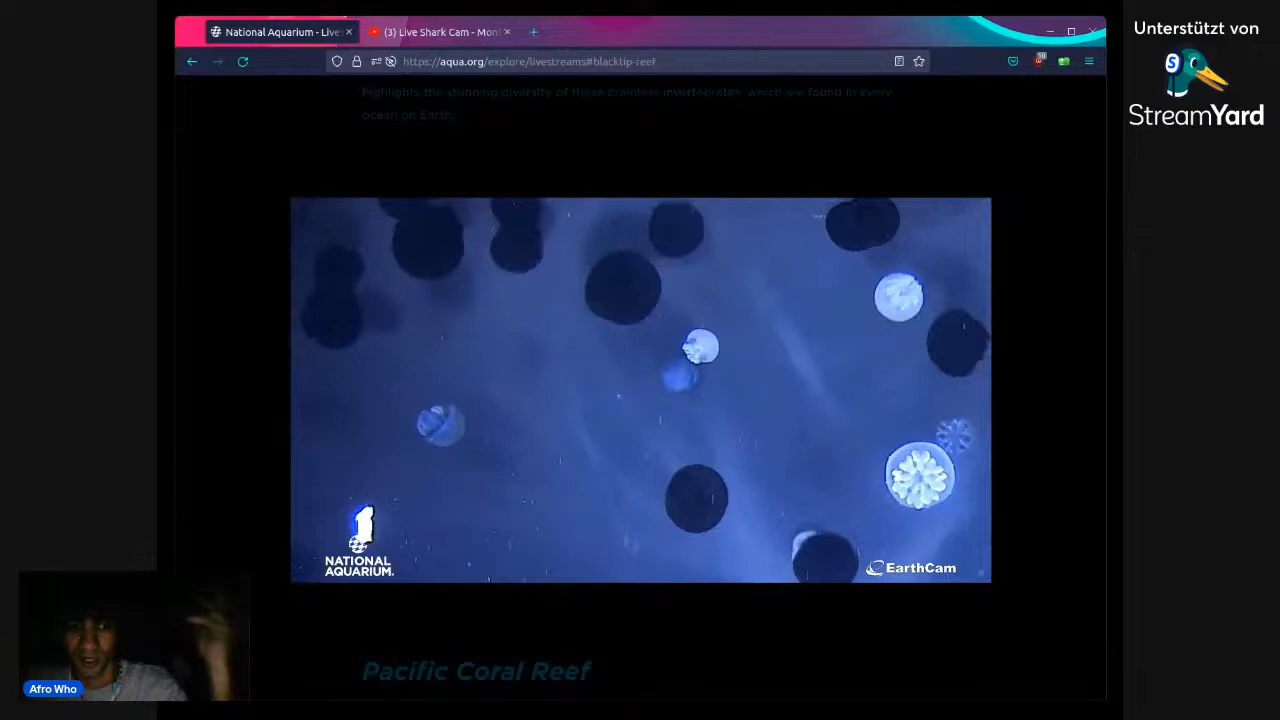 National Aquarium - Live
(3) Live Shark Cam - Mon
Unterstützt von
S
StreamYard
https://aqua.org/explore/livestreams#blacktip-reef
highlights the stunning diversity of these brainless invertebrates, which are found in every
ocean on Earth.
NATIONAL
AQUARIUM.
EarthCam
Pacific Coral Reef
Afro Who